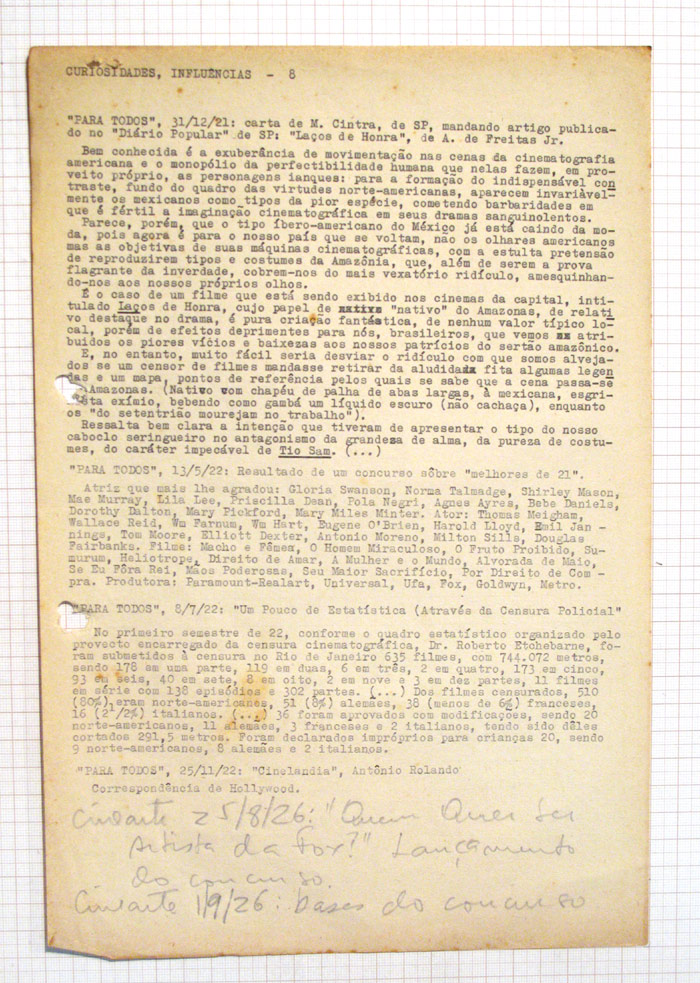 CURIOSIDADES, INFLUÊNCIAS - 8
"PARA TODOS", 31/12/21: carta de M. Cintra, de SP, mandando artigo publica-
do no "Diário Popular" de SP: "Laços de Honra", de A. de Freitas Jr.
Bem conhecida é a exuberância de movimentação nas cenas da cinematografia
americana e o monopólio da perfectibilidade humana que nelas fazem, em pro-
veito próprio, as personagens ianques: para a formação do indispensável con
traste, fundo do quadro das virtudes norte-americanas, aparecem invariàvel-
mente os mexicanos como tipos da pior espécie, cometendo barbaridades em
que é fértil a imaginação cinematográfica em seus dramas sanguinolentos.
Parece, porém, que o tipo íbero-americano do México já está caindo da mo-
da, pois agora é para o nosso país que se voltam, não os olhares americanos
mas as objetivas de suas máquinas cinematográficas, com a estulta pretensão
de reproduzirem tipos e costumes da Amazônia, que, além de serem a prova
flagrante da inverdade, cobrem-nos do mais vexatório ridículo, amesquinhan-
do-nos aos nossos próprios olhos.
É o caso de um filme que está sendo exibido nos cinemas da capital, inti-
tulado Laços de Honra, cujo papel de "nativo" do Amazonas, de relati
vo destaque no drama, é pura criação fantástica, de nenhum valor típico lo-
cal, porém de efeitos deprimentes para nós, brasileiros, que vemos atri-
buidos os piores vícios e baixezas aos nossos patrícios do sertão amazônico.
E, no entanto, muito fácil seria desviar o ridículo com que somos alveja-
dos se um censor de filmes mandasse retirar da aludida fita algumas legen
das e um mapa, pontos de referência pelos quais se sabe que a cena passa-se
Amazonas. (Nativo com chapéu de palha de abas largas, à mexicana, esgri-
exímio, bebendo como gambá um líquido escuro (não cachaça), enquanto
os "do setentrião mourejam no trabalho").
Ressalta bem clara a intenção que tiveram de apresentar o tipo do nosso
caboclo seringueiro no antagonismo da grandeza de alma, da pureza de costu-
mes, do caráter impecável de Tio Sam. (...)
"PARA TODOS", 13/5/22: Resultado de um concurso sôbre "melhores de 21".
Atriz que mais lhe agradou: Gloria Swanson, Norma Talmadge, Shirley Mason,
Mae Murray, Lila Lee, Priscilla Dean, Pola Negri, Agnes Ayres, Bebe Daniels,
Dorothy Dalton, Mary Pickford, Mary Miles Minter. Ator: Thomas Meigham,
Wallace Reid, Wm Farnum, Wm Hart, Eugene O'Brien, Harold Lloyd, Emil Jan-
nings, Tom Moore, Elliott Dexter, Antonio Moreno, Milton Sills, Douglas
Fairbanks. Filme: Macho e Fêmea, O Homem Miraculoso, O Fruto Proibido, Su-
murum, Heliotrope, Direito de Amar, A Mulher e o Mundo, Alvorada de Maio,
Se Eu Fôra Rei, Mãos Poderosas, Seu Maior Sacrifício, Por Direito de Com-
pra. Produtora: Paramount-Realart, Universal, Ufa, Fox, Goldwyn, Metro.
"PARA TODOS", 8/7/22: "Um Pouco de Estatística (Através da Censura Policial"
No primeiro semestre de 22, conforme o quadro estatístico organizado pelo
provecto encarregado da censura cinematográfica, Dr. Roberto Etchebarne, fo-
ram submetidos à censura no Rio de Janeiro 635 filmes, com 744.072 metros,
sendo 178 em uma parte, 119 em duas, 6 em três, 2 em quatro, 173 em cinco,
93 em seis, 40 em sete, 8 em oito, 2 em nove e 3 em dez partes, 11 filmes
em série com 138 episódios e 302 partes. (...) Dos filmes censurados, 510
(80%) eram norte-americanos, 51 (8%) alemães, 38 (menos de 6%) franceses,
16 (2 1/2%) italianos. (...) 36 foram aprovados com modificações, sendo 20
norte-americanos, 11 alemães, 3 franceses e 2 italianos, tendo sido dêles
cortados 291,5 metros. Foram declarados impróprios para crianças 20, sendo
9 norte-americanos, 8 alemães e 2 italianos.
"PARA TODOS", 25/11/22: "Cinelandia", Antônio Rolando
Correspondência de Hollywood.
Cinearte 25/8/26: "Quem Quer Ser
Artista da Fox?" Lançamento
do concurso.
Cinearte 1/9/26: bases do concurso